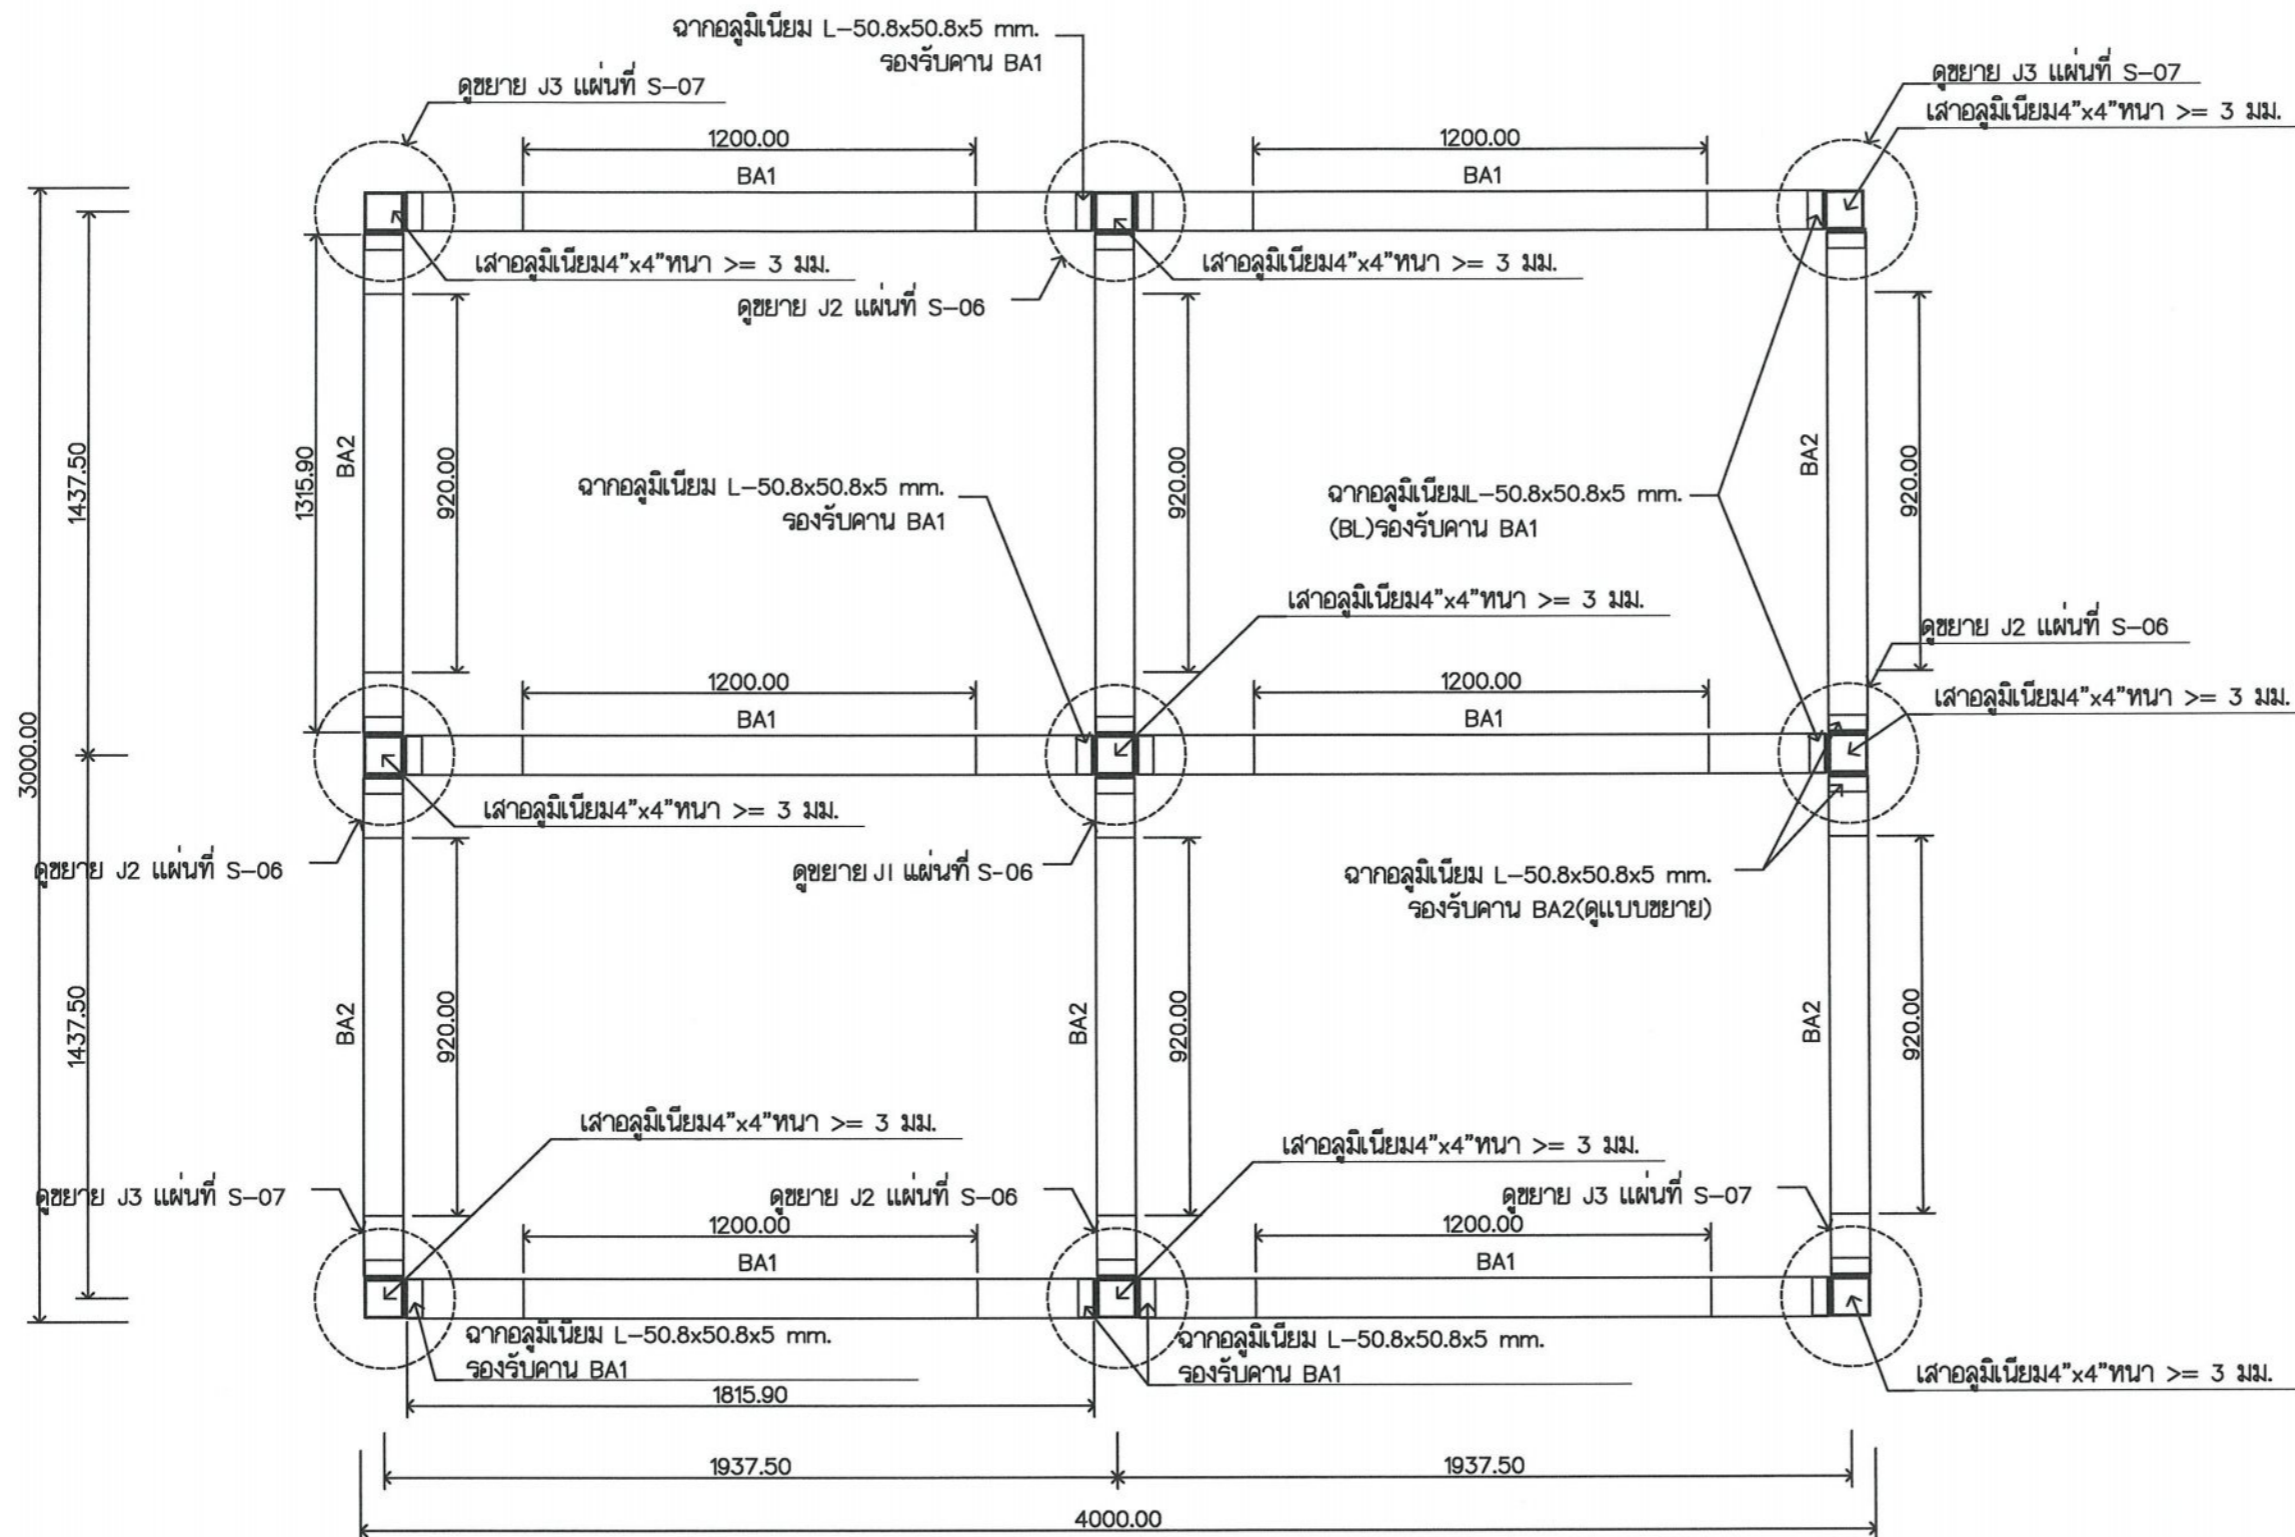 ฉากอลูมิเนียม L-50.8x50.8x5 mm.
รองรับคาน BA1
ดูขยาย J3 แผ่นที่ S-07
ดูขยาย J3 แผ่นที่ S-07
เสาอลูมิเนียม4"x4"หนา >= 3 มม.
1200.00
1200.00
BA1
BA1
เสาอลูมิเนียม4"x4"หนา >= 3 มม.
เสาอลูมิเนียม4"x4"หนา >= 3 มม.
ดูขยาย J2 แผ่นที่ S-06
1437.50
1315.90
BA2
920.00
920.00
BA2
920.00
ฉากอลูมิเนียม L-50.8x50.8x5 mm.
รองรับคาน BA1
ฉากอลูมิเนียมL-50.8x50.8x5 mm.
(BL)รองรับคาน BA1
เสาอลูมิเนียม4"x4"หนา >= 3 มม.
ดูขยาย J2 แผ่นที่ S-06
1200.00
1200.00
เสาอลูมิเนียม4"x4"หนา >= 3 มม.
BA1
BA1
3000.00
เสาอลูมิเนียม4"x4"หนา >= 3 มม.
ดูขยาย J2 แผ่นที่ S-06
ดูขยาย J1 แผ่นที่ S-06
ฉากอลูมิเนียม L-50.8x50.8x5 mm.
รองรับคาน BA2(ดูแบบขยาย)
1437.50
BA2
920.00
BA2
920.00
BA2
920.00
เสาอลูมิเนียม4"x4"หนา >= 3 มม.
เสาอลูมิเนียม4"x4"หนา >= 3 มม.
ดูขยาย J3 แผ่นที่ S-07
ดูขยาย J2 แผ่นที่ S-06
ดูขยาย J3 แผ่นที่ S-07
1200.00
1200.00
BA1
BA1
ฉากอลูมิเนียม L-50.8x50.8x5 mm.
รองรับคาน BA1
ฉากอลูมิเนียม L-50.8x50.8x5 mm.
รองรับคาน BA1
เสาอลูมิเนียม4"x4"หนา >= 3 มม.
1815.90
1937.50
1937.50
4000.00